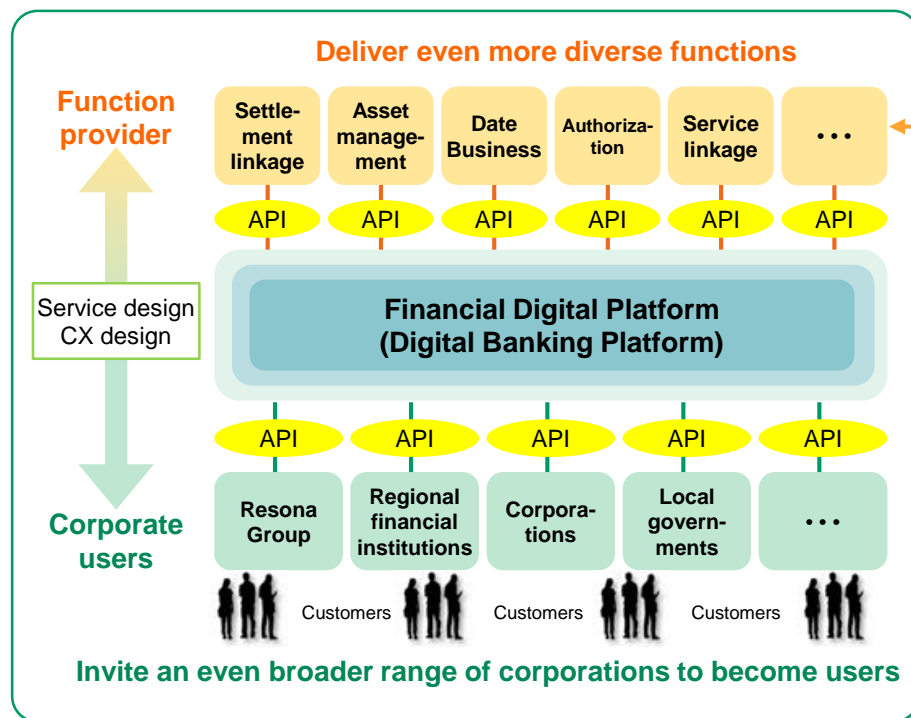 Deliver even more diverse functions
Function
provider
Settle-
ment
linkage
Asset
manage-
ment
Date
Business
Authoriza-
tion
Service
linkage
...
API
API
API
API
API
API
Service design
CX design
Financial Digital Platform
(Digital Banking Platform)
API
API
API
API
API
Corporate
users
Resona
Group
Regional
financial
institutions
Corpora-
tions
Local
govern-
ments
...
Customers
Customers
Customers
Invite an even broader range of corporations to become users